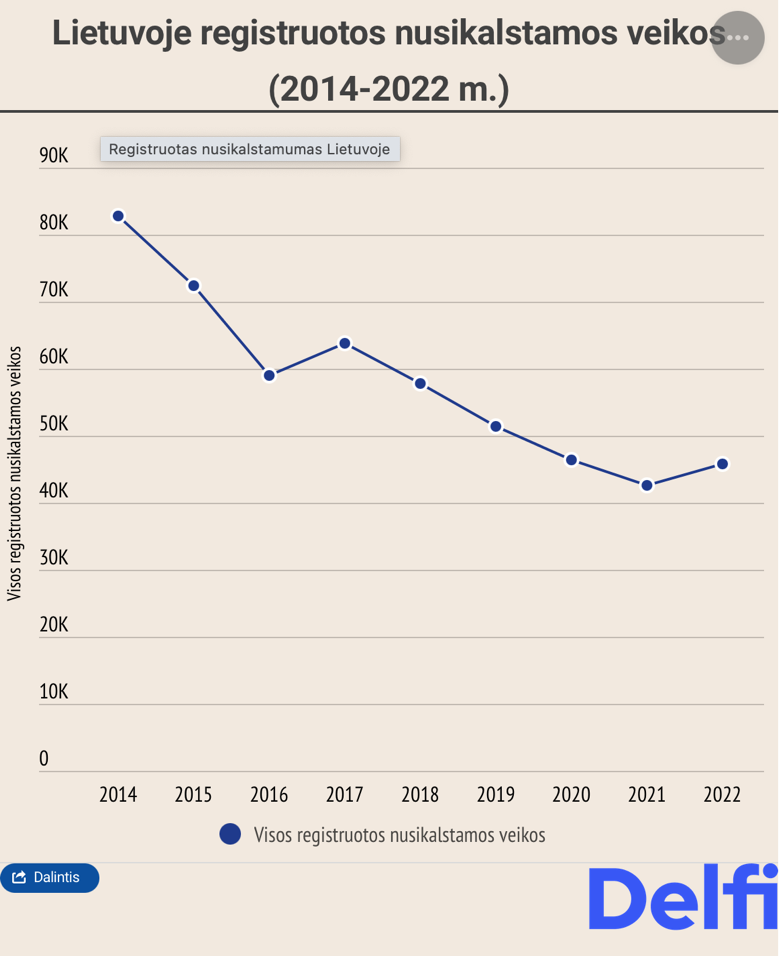 Lietuvoje registruotos nusikalstamos veikos
(2014-2022 m.)
Registruotas nusikalstamumas Lietuvoje
90K
80K
70K
60K
50K
40K
30K
20K
10K
0
Visos registruotos nusikalstamos veikos
2014 2015 2016 2017 2018 2019 2020 2021 2022
Visos registruotos nusikalstamos veikos
Dalintis
Delfi